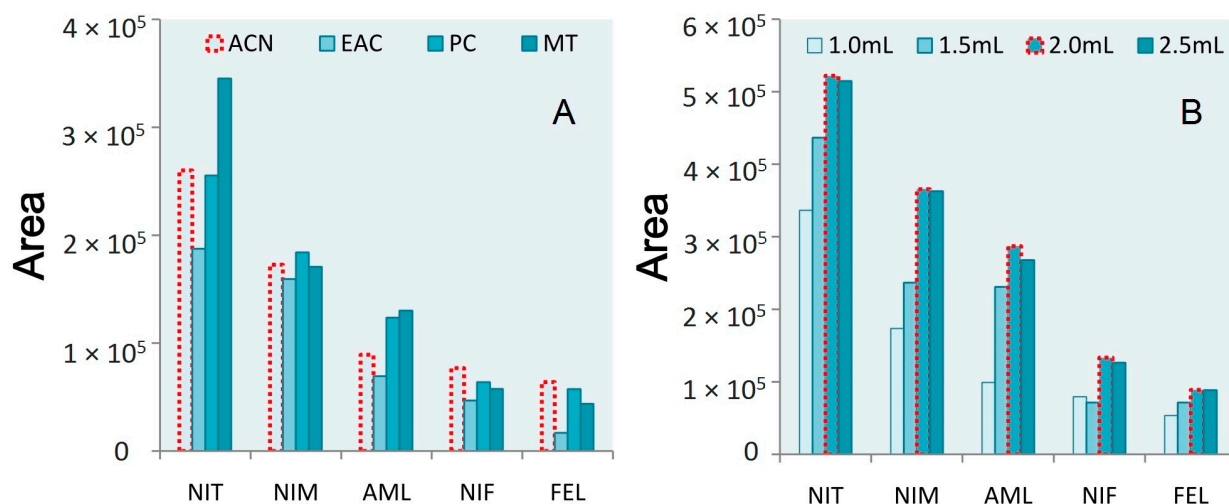 4 × 10⁵
ACN EAC PC MT
A
3 × 10⁵
2 × 10⁵
1 × 10⁵
0
Area
NIT NIM AML NIF FEL
6 × 10⁵
1.0mL 1.5mL 2.0mL 2.5mL
B
5 × 10⁵
4 × 10⁵
3 × 10⁵
2 × 10⁵
1 × 10⁵
0
Area
NIT NIM AML NIF FEL